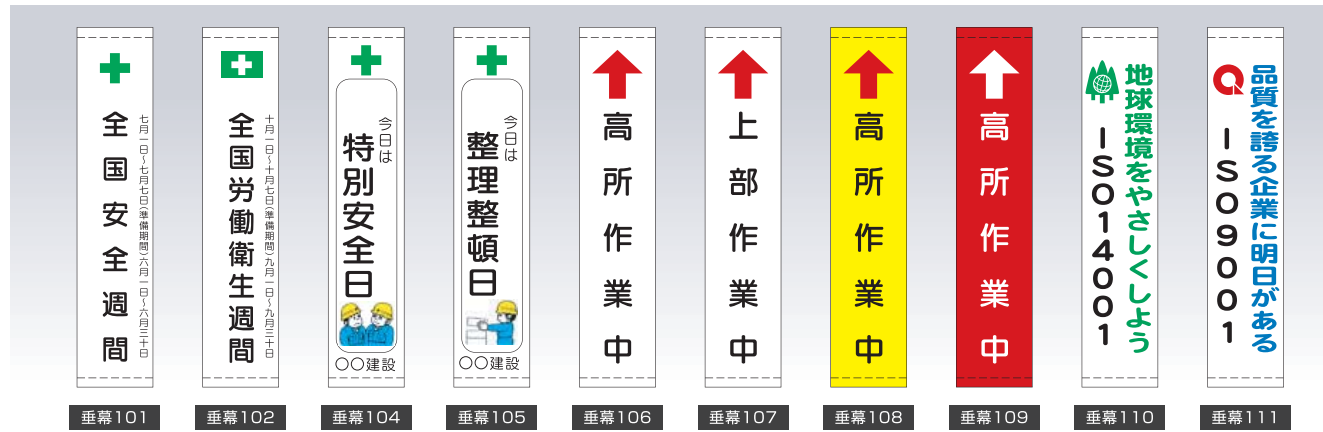 全国安全週間
七月一日～七月七日(準備期間)六月一日～六月三十日
垂幕101
全国労働衛生週間
十月一日～十月七日(準備期間)九月一日～九月三十日
垂幕102
今日は
特別安全日
〇〇建設
垂幕104
今日は
整理整頓日
〇〇建設
垂幕105
高所作業中
垂幕106
上部作業中
垂幕107
高所作業中
垂幕108
高所作業中
垂幕109
地球環境をやさしくしよう
ISO14001
垂幕110
品質を誇る企業に明日がある
Q
ISO9001
垂幕111